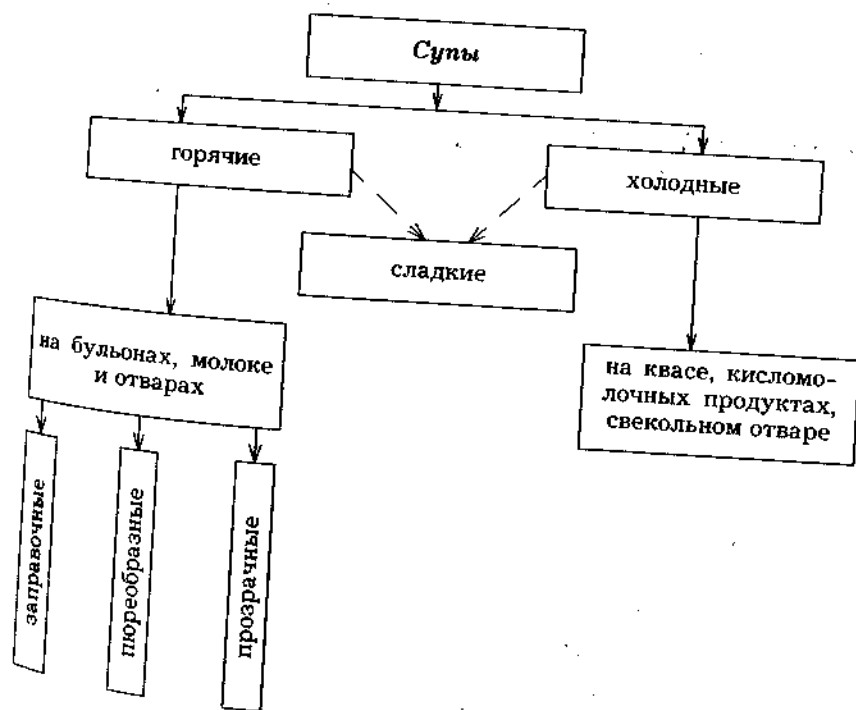 Супы
горячие
холодные
сладкие
на бульонах, молоке
и отварах
на квасе, кисломо-
лочных продуктах,
свекольном отваре
заправочные
пюреобразные
прозрачные